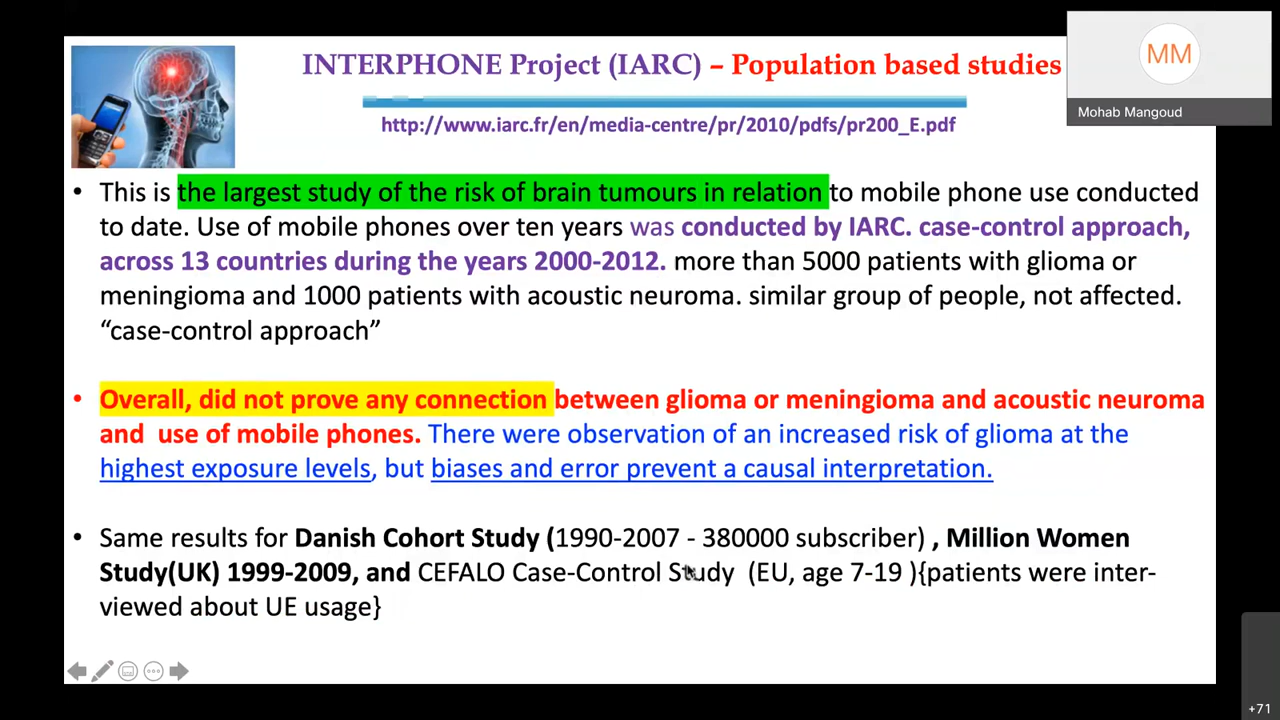 INTERPHONE Project (IARC) – Population based studies
MM
Mohab Mangoud
http://www.iarc.fr/en/media-centre/pr/2010/pdfs/pr200_E.pdf
• This is the largest study of the risk of brain tumours in relation to mobile phone use conducted
to date. Use of mobile phones over ten years was conducted by IARC. case-control approach,
across 13 countries during the years 2000-2012. more than 5000 patients with glioma or
meningioma and 1000 patients with acoustic neuroma. similar group of people, not affected.
“case-control approach”
• Overall, did not prove any connection between glioma or meningioma and acoustic neuroma
and use of mobile phones. There were observation of an increased risk of glioma at the
highest exposure levels, but biases and error prevent a causal interpretation.
• Same results for Danish Cohort Study (1990-2007 - 380000 subscriber) , Million Women
Study(UK) 1999-2009, and CEFALO Case-Control Study (EU, age 7-19 ){patients were inter-
viewed about UE usage}
+71